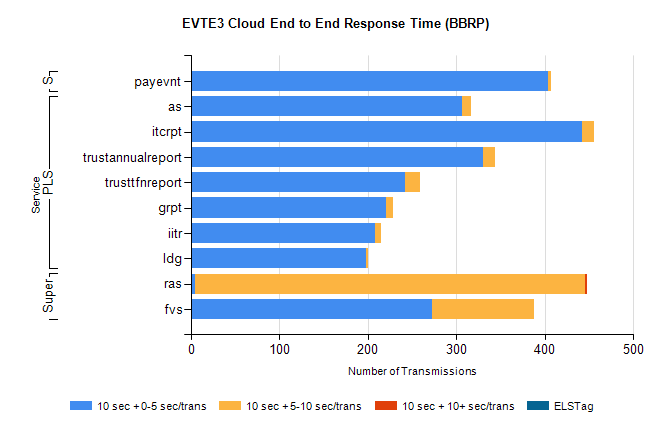 EVTE3 Cloud End to End Response Time (BBRP)
S
J
payevnt
as
itcrpt
trustannualreport
trusttfnreport
grpt
iitr
ldg
ras
fvs
Service
PLS
Super
0 100 200 300 400 500
Number of Transmissions
10 sec +0-5 sec/trans 10 sec +5-10 sec/trans 10 sec + 10+ sec/trans ELSTag